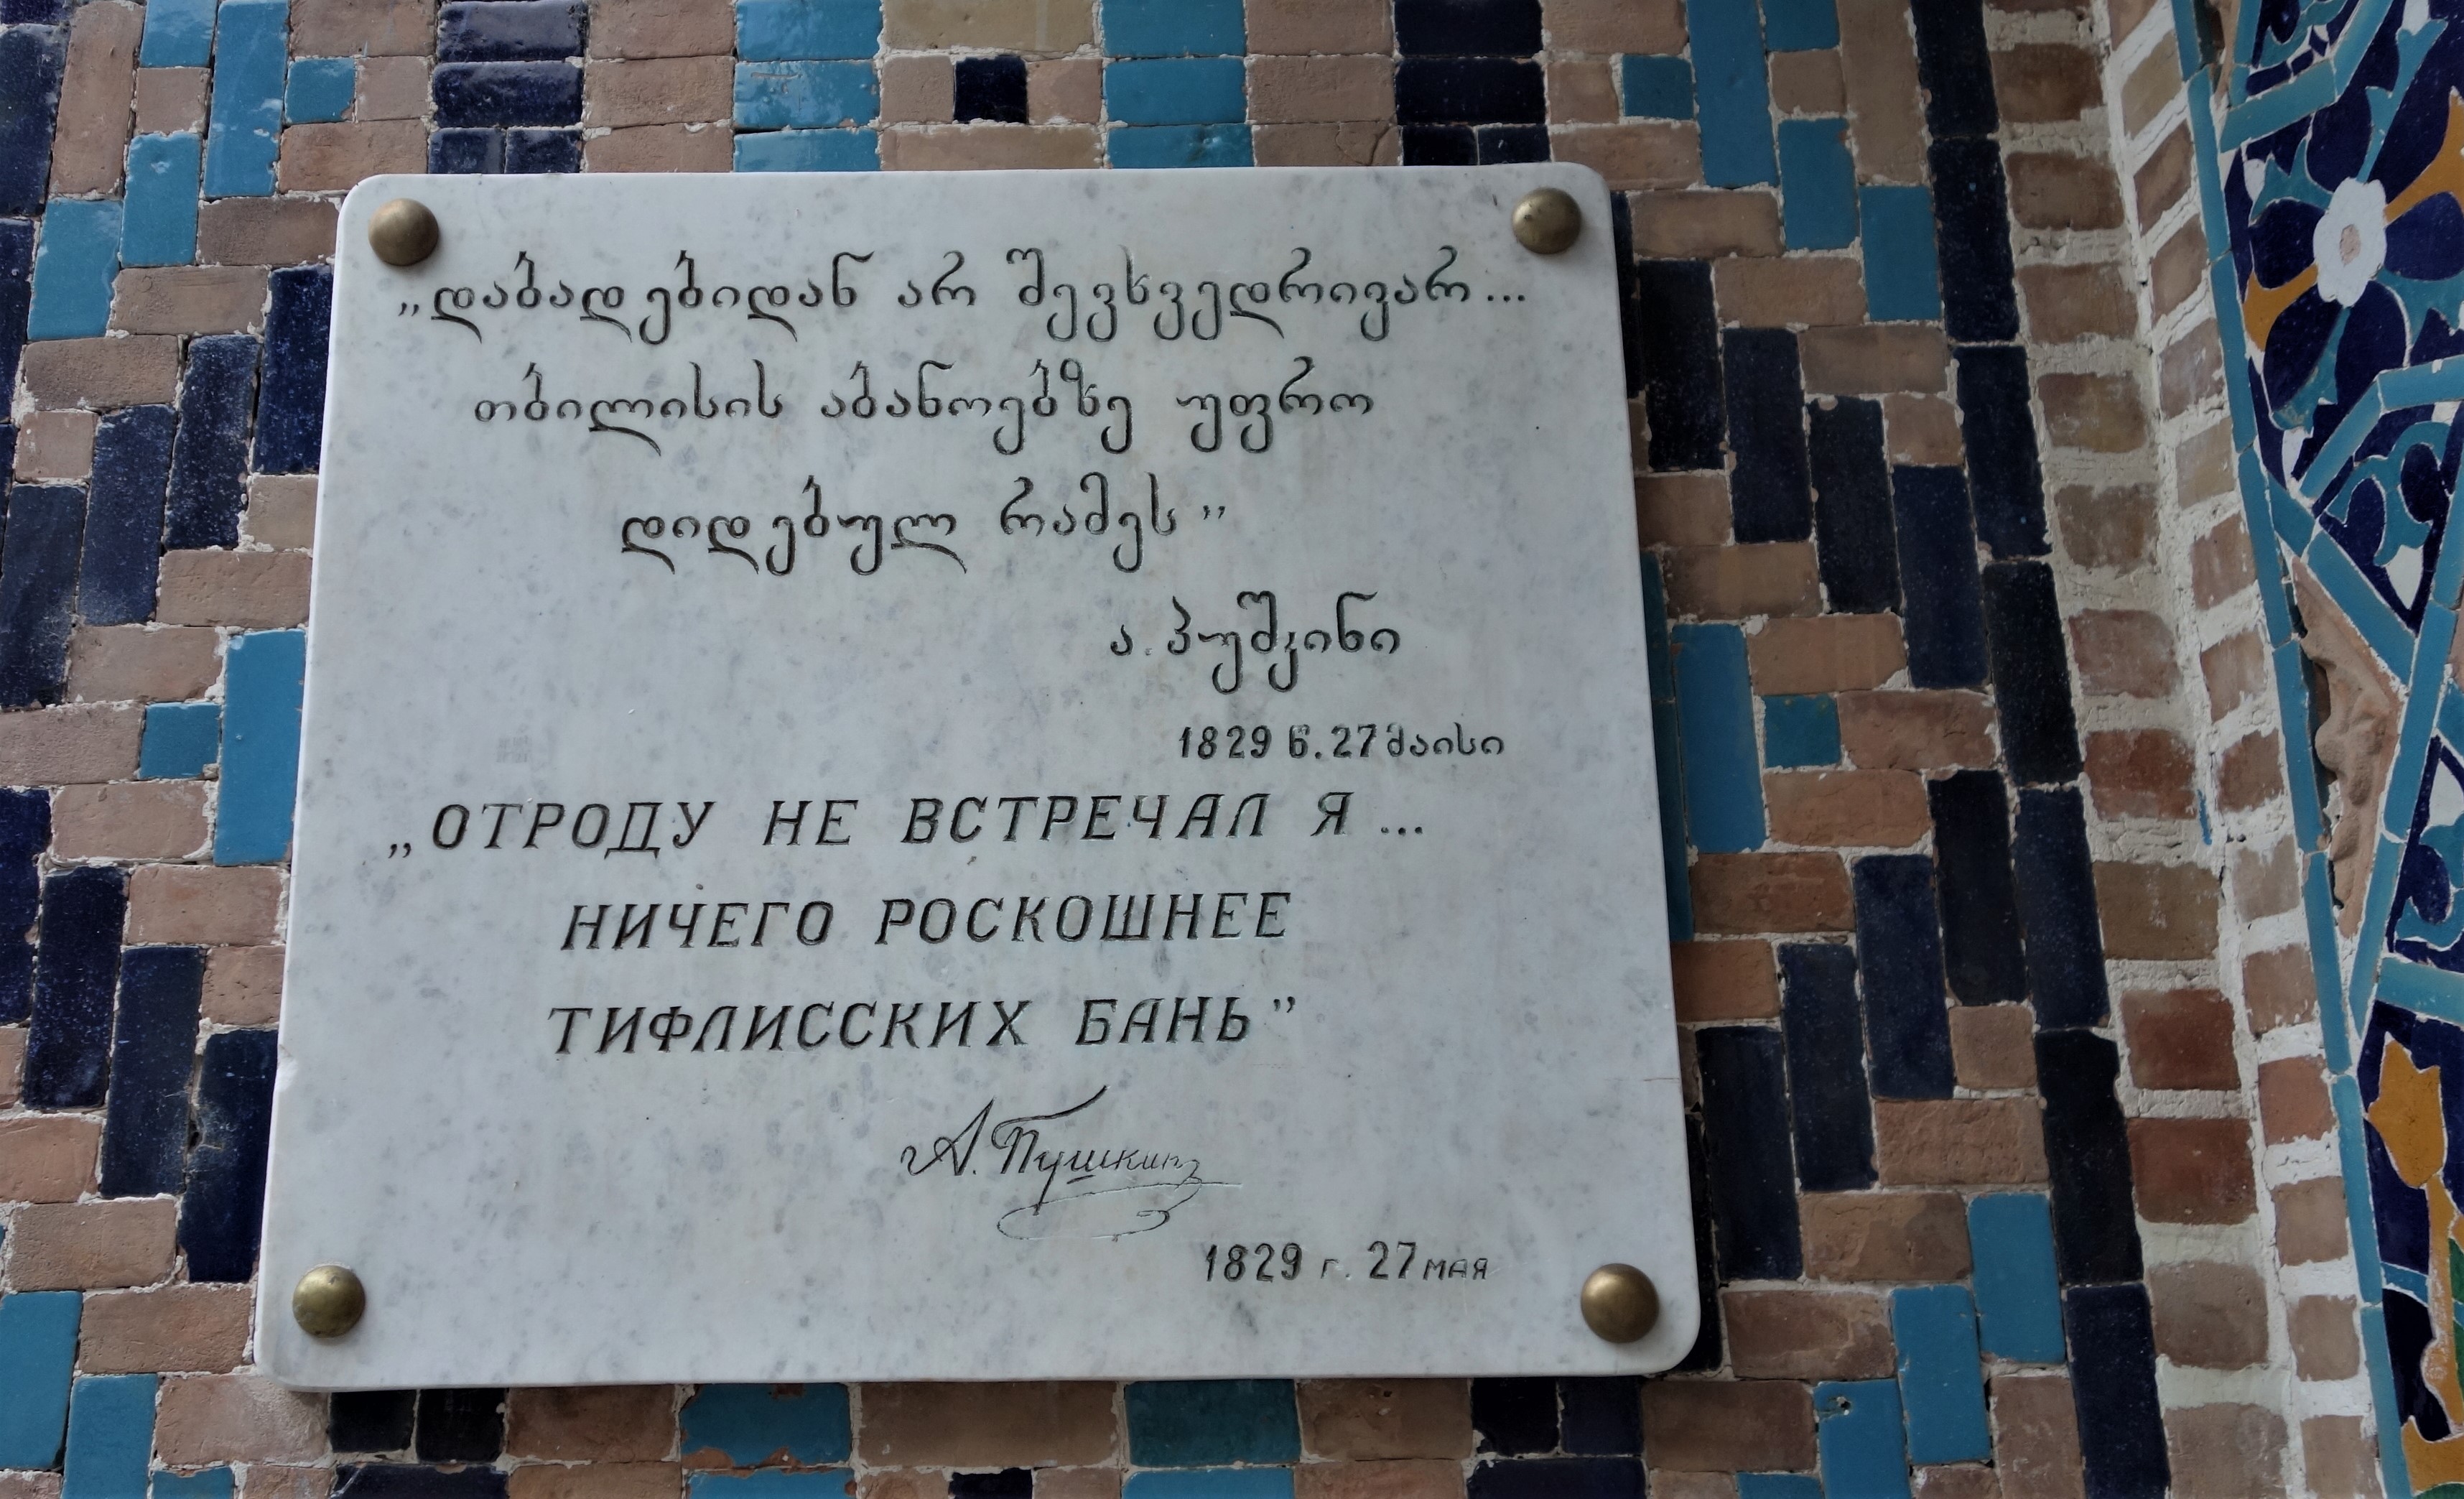 „დაბადებიდან არ შევხვედრივარ...
თბილისის აბანოებზე უფრო
დიდებულ რამეს”
ა. პუშკინი
1829 წ. 27 მაისი
„ОТРОДУ НЕ ВСТРЕЧАЛ Я...
НИЧЕГО РОСКОШНЕЕ
ТИФЛИССКИХ БАНЬ”
А. Пушкинъ
1829 г. 27 МАЯ